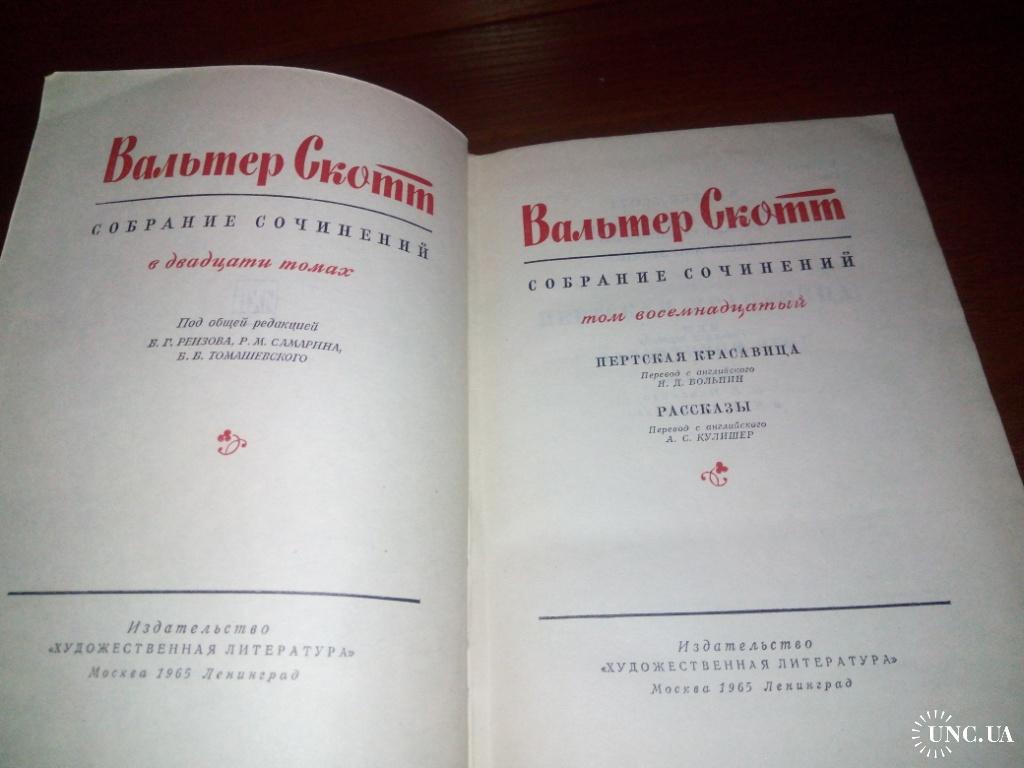 Вальтер Скотт
СОБРАНИЕ СОЧИНЕНИЙ
в двадцати томах
Под общей редакцией
Б. Г. РЕИЗОВА, Р. М. САМАРИНА,
Б. Б. ТОМАШЕВСКОГО
Издательство
«ХУДОЖЕСТВЕННАЯ ЛИТЕРАТУРА»
Москва 1965 Ленинград
Вальтер Скотт
СОБРАНИЕ СОЧИНЕНИЙ
том восемнадцатый
ПЕРТСКАЯ КРАСАВИЦА
Перевод с английского
Н. Д. ВОЛЬПИН
РАССКАЗЫ
Перевод с английского
А. С. КУЛИШЕР
Издательство
«ХУДОЖЕСТВЕННАЯ ЛИТЕРАТУРА»
Москва 1965 Ленинград
UNC.UA